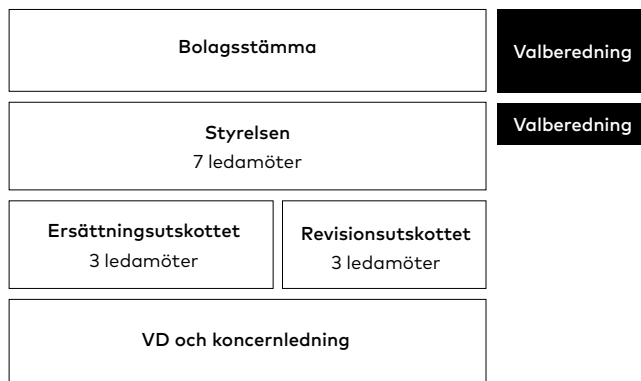 Bolagsstämma
Valberedning
Styrelsen
7 ledamöter
Valberedning
Ersättningsutskottet
3 ledamöter
Revisionsutskottet
3 ledamöter
VD och koncernledning